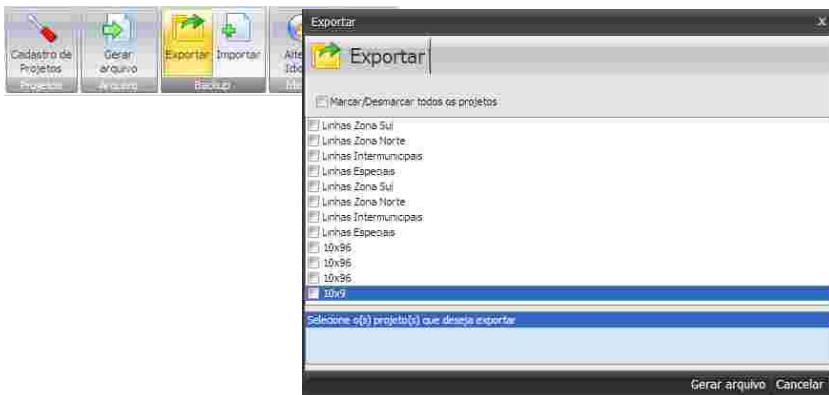 Cadastro de Projetos
Gerar arquivo
Exportar
Importar
Alte
Idio
Projetos
Arquivo
Backup
Exportar
x
Exportar
Marcar/Desmarcar todos os projetos
Linhas Zona Sul
Linhas Zona Norte
Linhas Intermunicipais
Linhas Especiais
Linhas Zona Sul
Linhas Zona Norte
Linhas Intermunicipais
Linhas Especiais
10x96
10x96
10x96
10x9
Selecione o(s) projeto(s) que deseja exportar
Gerar arquivo Cancelar